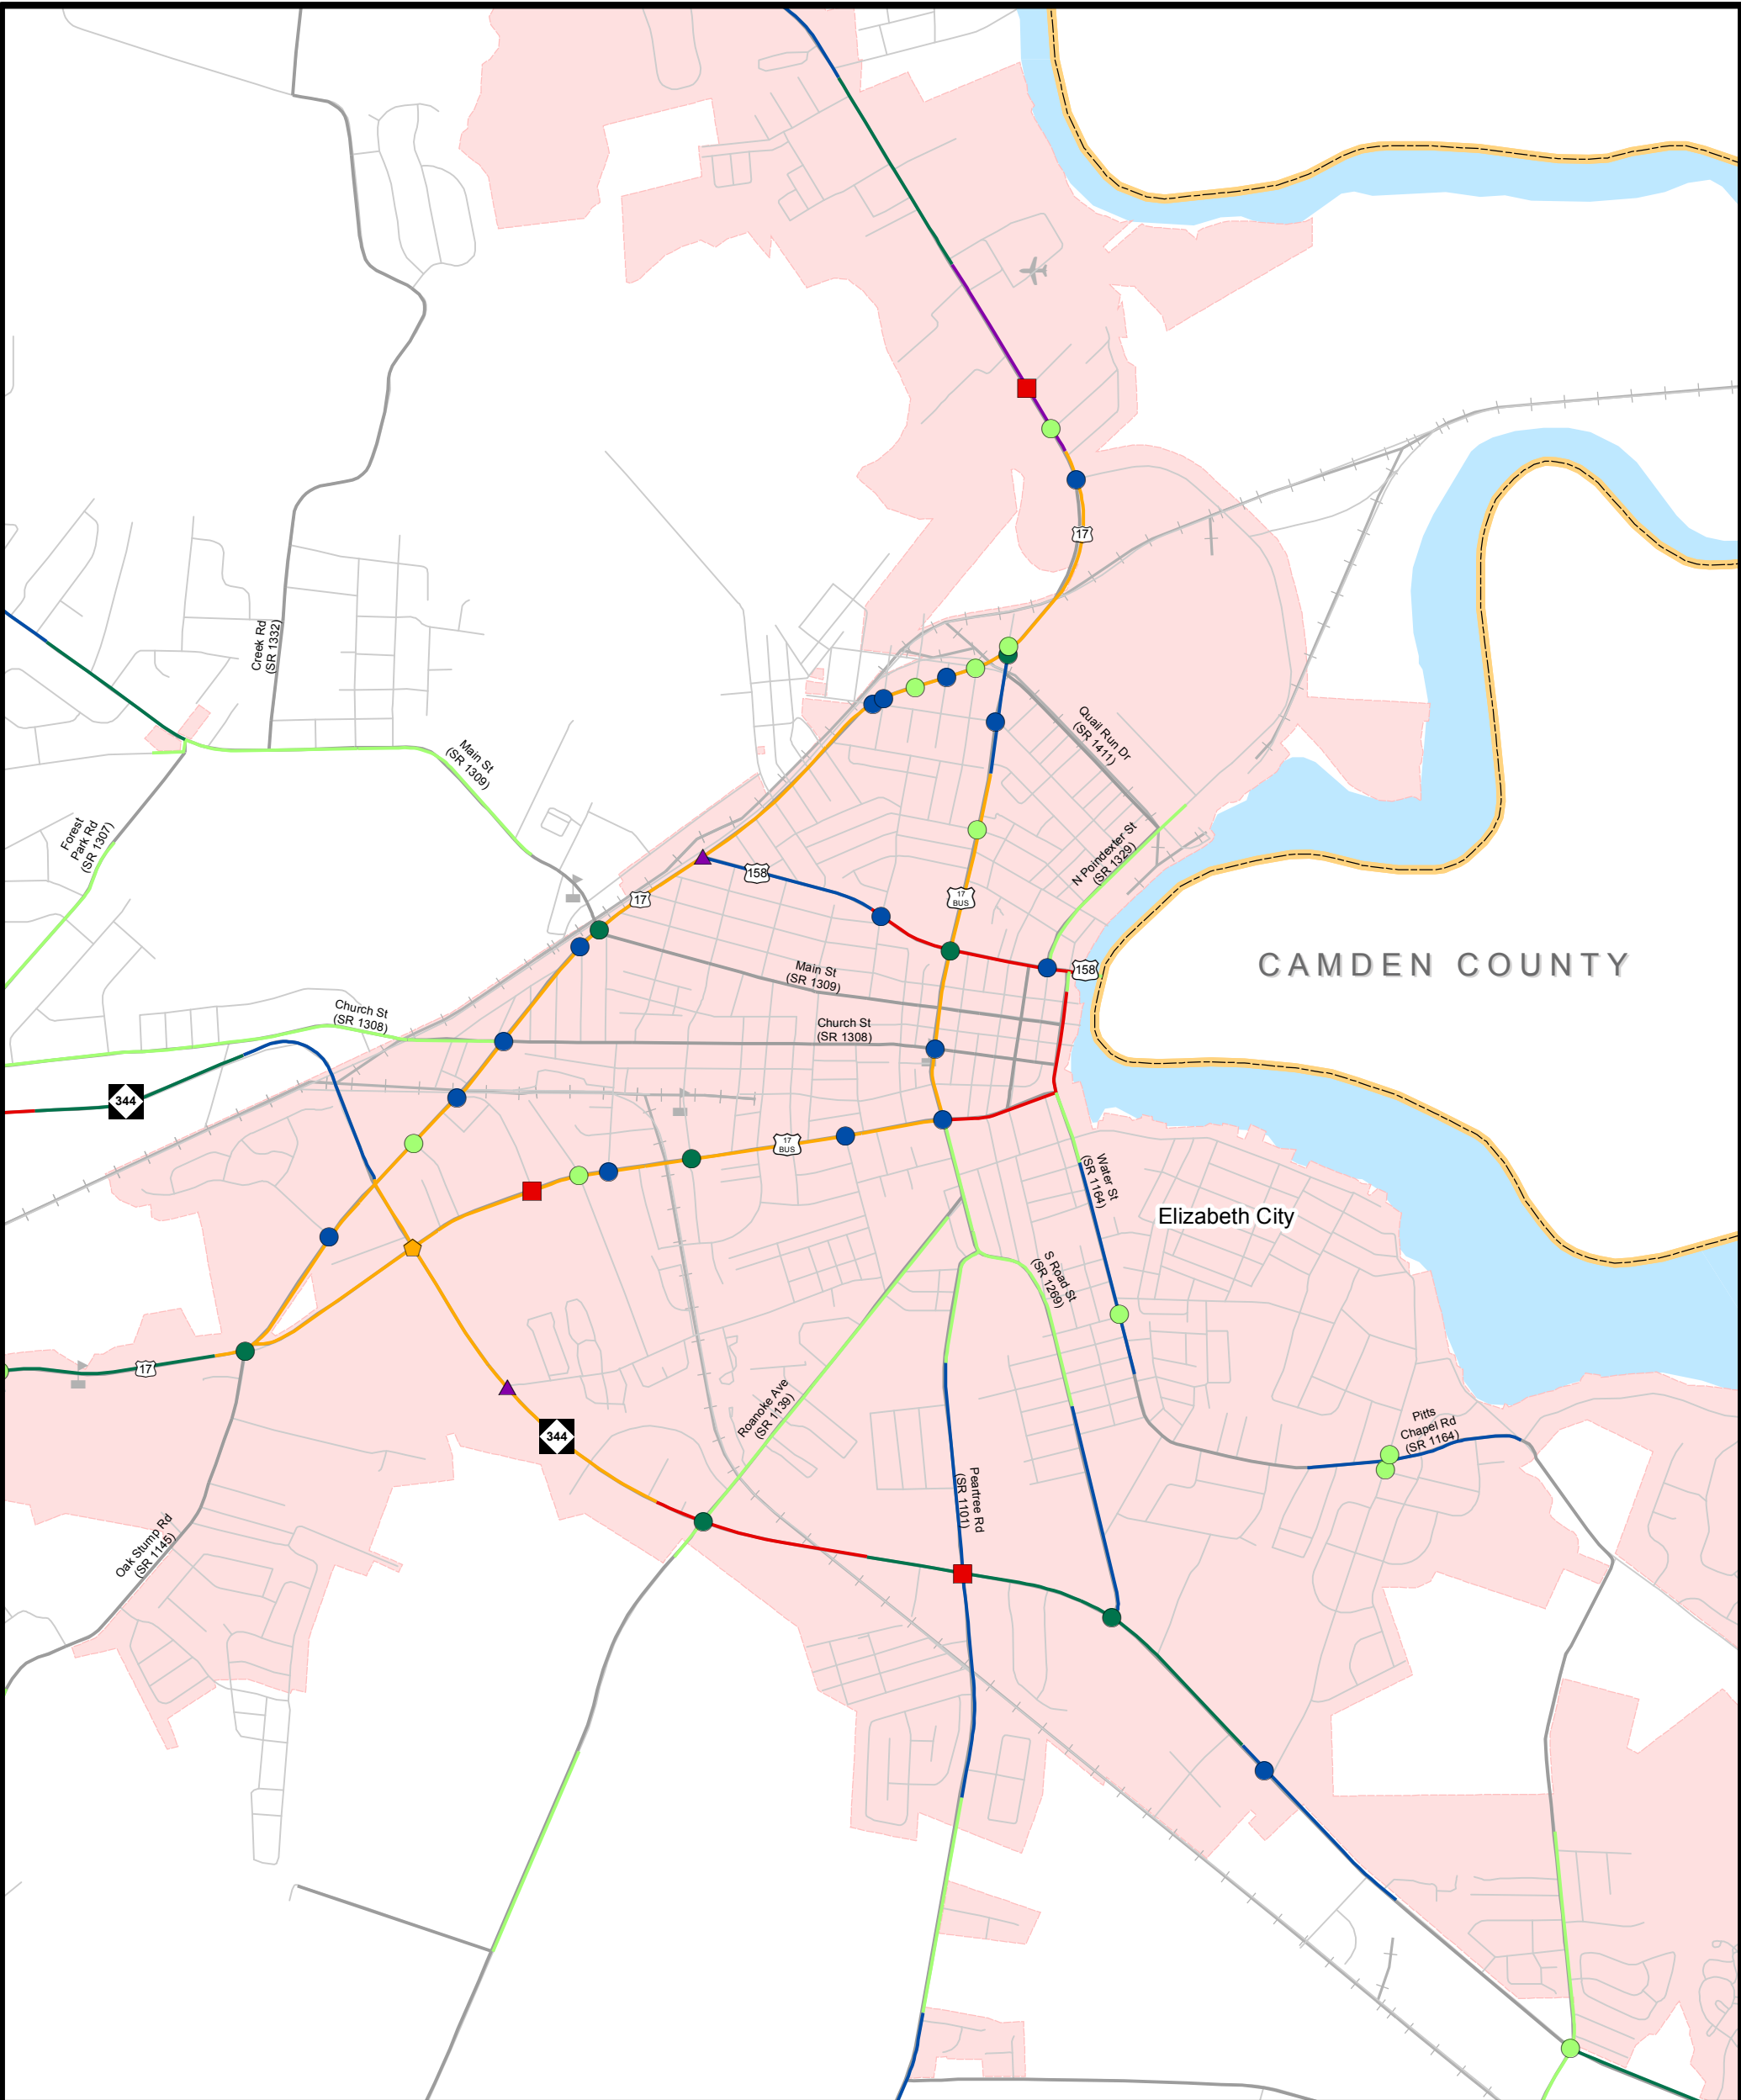 17
Creek Rd
(SR 1332)
Quail Run Dr
(SR 1411)
Main St
(SR 1309)
Forest
Park Rd
(SR 1307)
N Poindexter St
(SR 1329)
158
17
17
BUS
158
CAMDEN COUNTY
Main St
(SR 1309)
Church St
(SR 1308)
Church St
(SR 1308)
344
17
BUS
Water St
(SR 1164)
Elizabeth City
S Road St
(SR 1269)
17
Roanoke Ave
(SR 1139)
344
Pitts
Chapel Rd
(SR 1164)
Peartree Rd
(SR 1101)
Oak Stump Rd
(SR 1145)